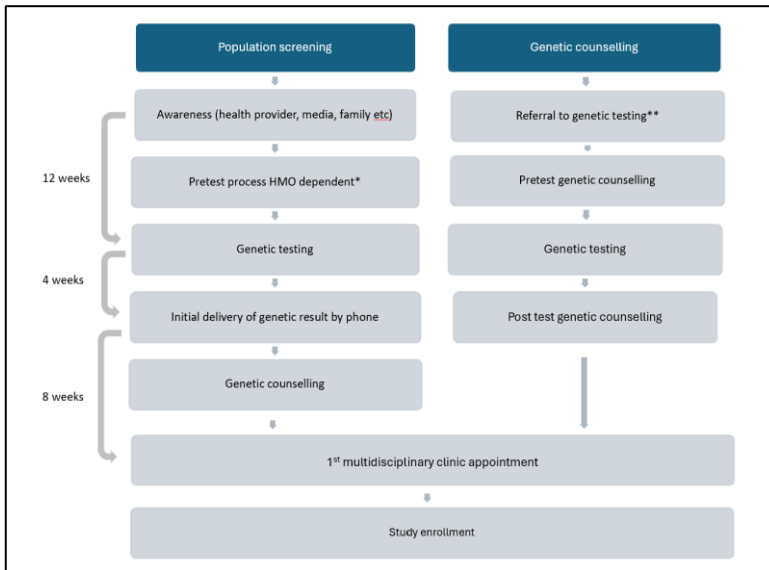 Population screening
Genetic counselling
Awareness (health provider, media, family etc)
Referral to genetic testing**
12 weeks
Pretest process HMO dependent*
Pretest genetic counselling
Genetic testing
Genetic testing
4 weeks
Initial delivery of genetic result by phone
Post test genetic counselling
Genetic counselling
8 weeks
1st multidisciplinary clinic appointment
Study enrollment